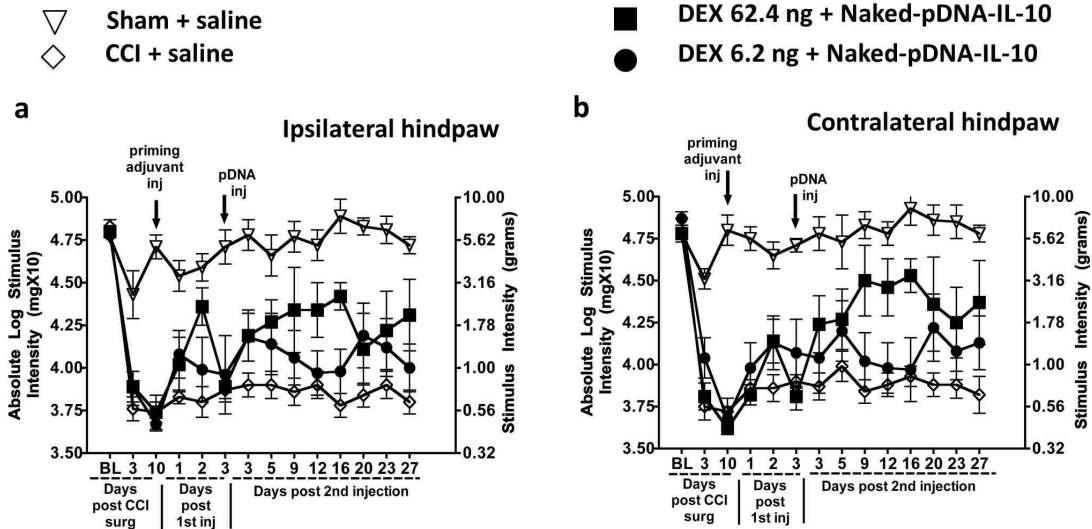 Sham + saline
CCI + saline
DEX 62.4 ng + Naked-pDNA-IL-10
DEX 6.2 ng + Naked-pDNA-IL-10
a
Ipsilateral hindpaw
priming
adjuvant
inj
pDNA
inj
Absolute Log Stimulus
Intensity (mgX10)
5.00
4.75
4.50
4.25
4.00
3.75
3.50
10.00
5.62
3.16
1.78
1.00
0.56
0.32
Stimulus Intensity (grams)
BL 3 10 1 2 3 3 5 9 12 16 20 23 27
Days
post CCI
surg
Days
post
1st inj
Days post 2nd injection
b
Contralateral hindpaw
priming
adjuvant
inj
pDNA
inj
Absolute Log Stimulus
Intensity (mgX10)
5.00
4.75
4.50
4.25
4.00
3.75
3.50
10.00
5.62
3.16
1.78
1.00
0.56
0.32
Stimulus Intensity (grams)
BL 3 10 1 2 3 3 5 9 12 16 20 23 27
Days
post CCI
surg
Days
post
1st inj
Days post 2nd injection